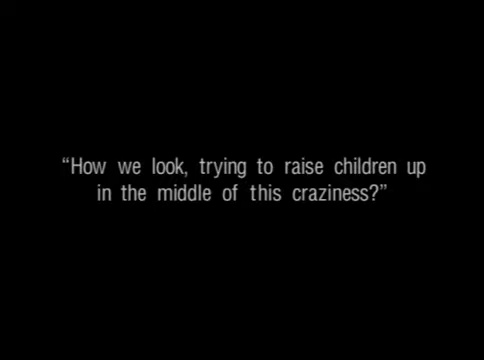 “How we look, trying to raise children up
in the middle of this craziness?”